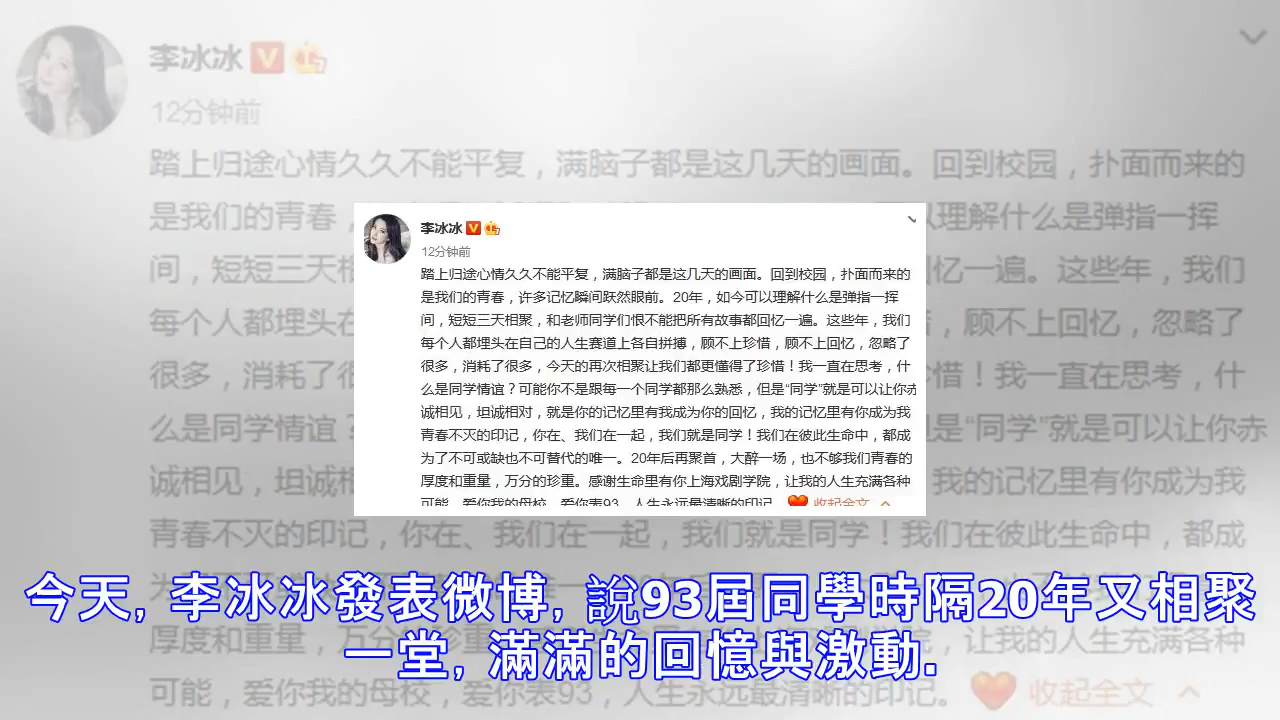 李冰冰
12分钟前
踏上归途心情久久不能平复，满脑子都是这几天的画面。回到校园，扑面而来的
是我们的青春，许多记忆瞬间跃然眼前。20年，如今可以理解什么是弹指一挥
间，短短三天相聚，和老师同学们恨不能把所有故事都回忆一遍。这些年，我们
每个人都埋头在自己的人生赛道上各自拼搏，顾不上珍惜，顾不上回忆，忽略了
很多，消耗了很多，今天的再次相聚让我们都更懂得了珍惜！我一直在思考，什
么是同学情谊？可能你不是跟每一个同学都那么熟悉，但是“同学”就是可以让你赤
诚相见，坦诚相对，就是你的记忆里有我成为你的回忆，我的记忆里有你成为我
青春不灭的印记，你在、我们在一起，我们就是同学！我们在彼此生命中，都成
为了不可或缺也不可替代的唯一。20年后再聚首，大醉一场，也不够我们青春的
厚度和重量，万分的珍重。感谢生命里有你上海戏剧学院，让我的人生充满各种
可能，爱你我的母校，爱你表93，人生永远最清晰的印记。 收起全文
今天, 李冰冰發表微博, 說93屆同學時隔20年又相聚
一堂, 滿滿的回憶與激動.